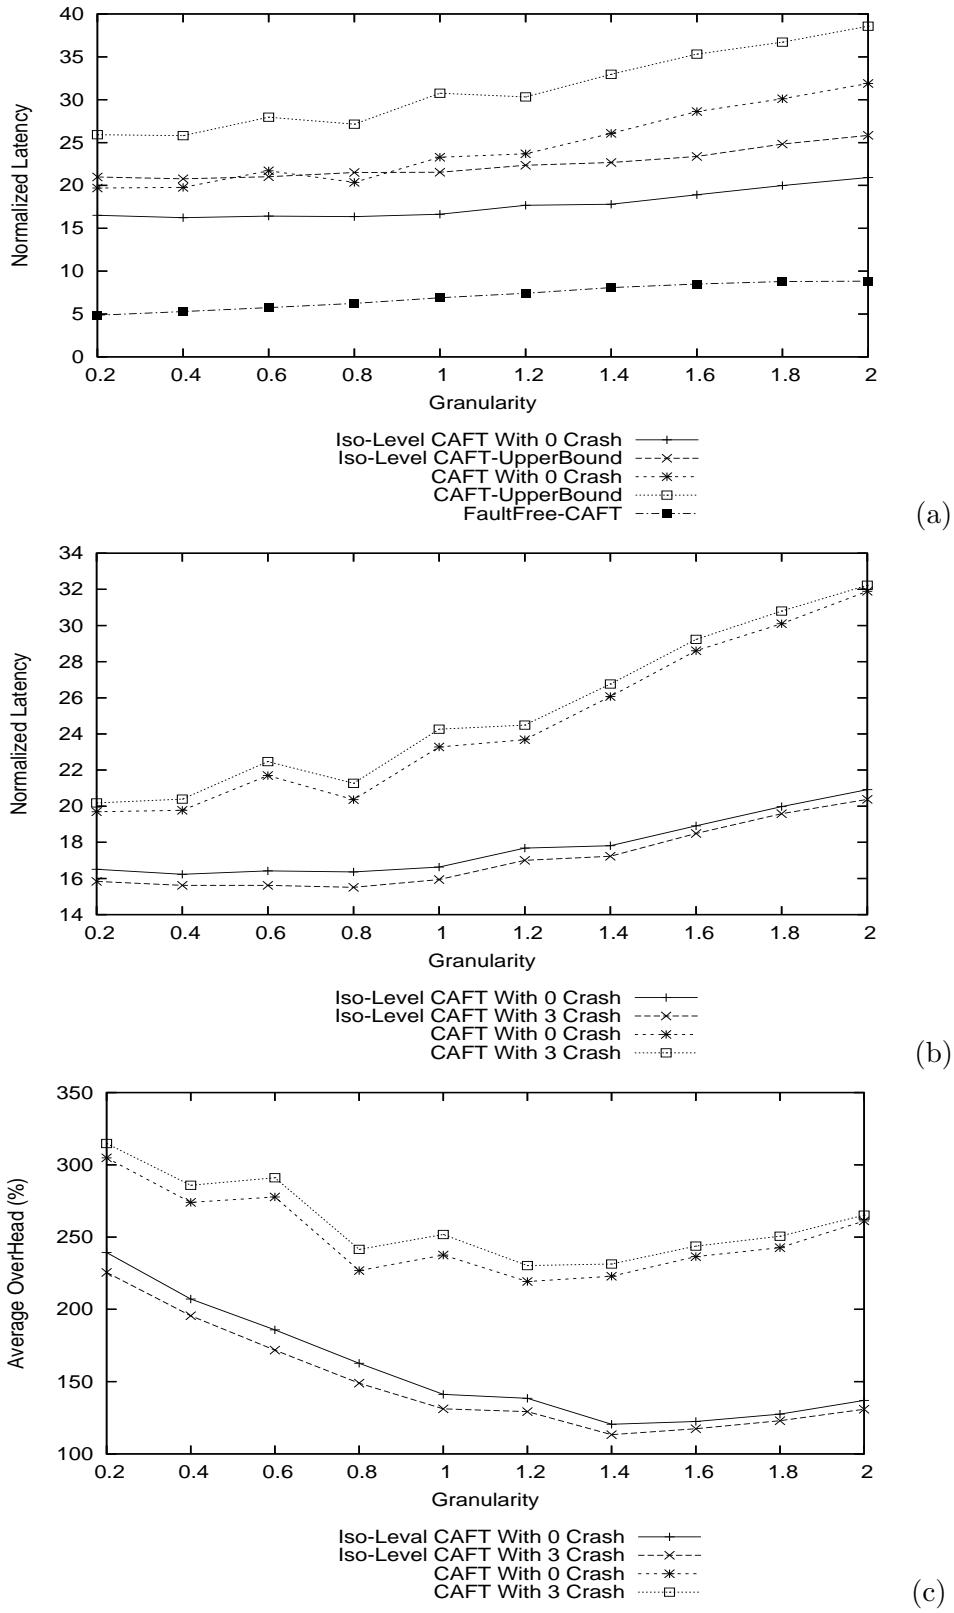 40
35
30
25
20
15
10
5
0
Normalized Latency
0.2 0.4 0.6 0.8 1 1.2 1.4 1.6 1.8 2
Granularity
Iso-Level CAFT With 0 Crash
Iso-Level CAFT-UpperBound
CAFT With 0 Crash
CAFT-UpperBound
FaultFree-CAFT
(a)
34
32
30
28
26
24
22
20
18
16
14
Normalized Latency
0.2 0.4 0.6 0.8 1 1.2 1.4 1.6 1.8 2
Granularity
Iso-Level CAFT With 0 Crash
Iso-Level CAFT With 3 Crash
CAFT With 0 Crash
CAFT With 3 Crash
(b)
350
300
250
200
150
100
Average OverHead (%)
0.2 0.4 0.6 0.8 1 1.2 1.4 1.6 1.8 2
Granularity
Iso-Leval CAFT With 0 Crash
Iso-Level CAFT With 3 Crash
CAFT With 0 Crash
CAFT With 3 Crash
(c)